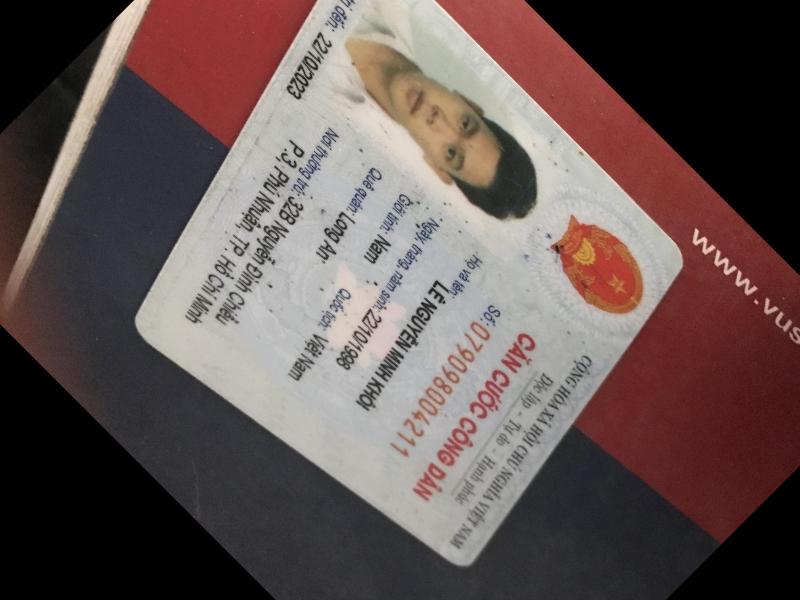 CỘNG HÒA XÃ HỘI CHỦ NGHĨA VIỆT NAM
Độc lập - Tự do - Hạnh phúc
CĂN CƯỚC CÔNG DÂN
Số: 079098004211
Họ và tên: LÊ NGUYỄN MINH KHÔI
Ngày, tháng, năm sinh: 22/10/1998
Giới tính: Nam Quốc tịch: Việt Nam
Quê quán: Long An
Nơi thường trú: 32B Nguyễn Đình Chiểu
P.3, Phú Nhuận, TP Hồ Chí Minh
đến: 22/10/2023
www.vus